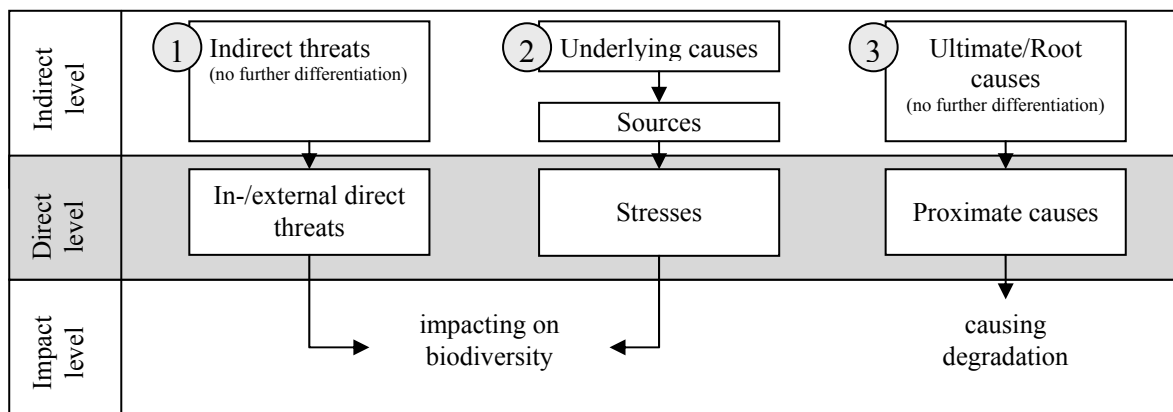 Indirect
level
1
Indirect threats
(no further differentiation)
2
Underlying causes
Sources
3
Ultimate/Root
causes
(no further differentiation)
Direct
level
In-/external direct
threats
Stresses
Proximate causes
Impact
level
impacting on
biodiversity
causing
degradation